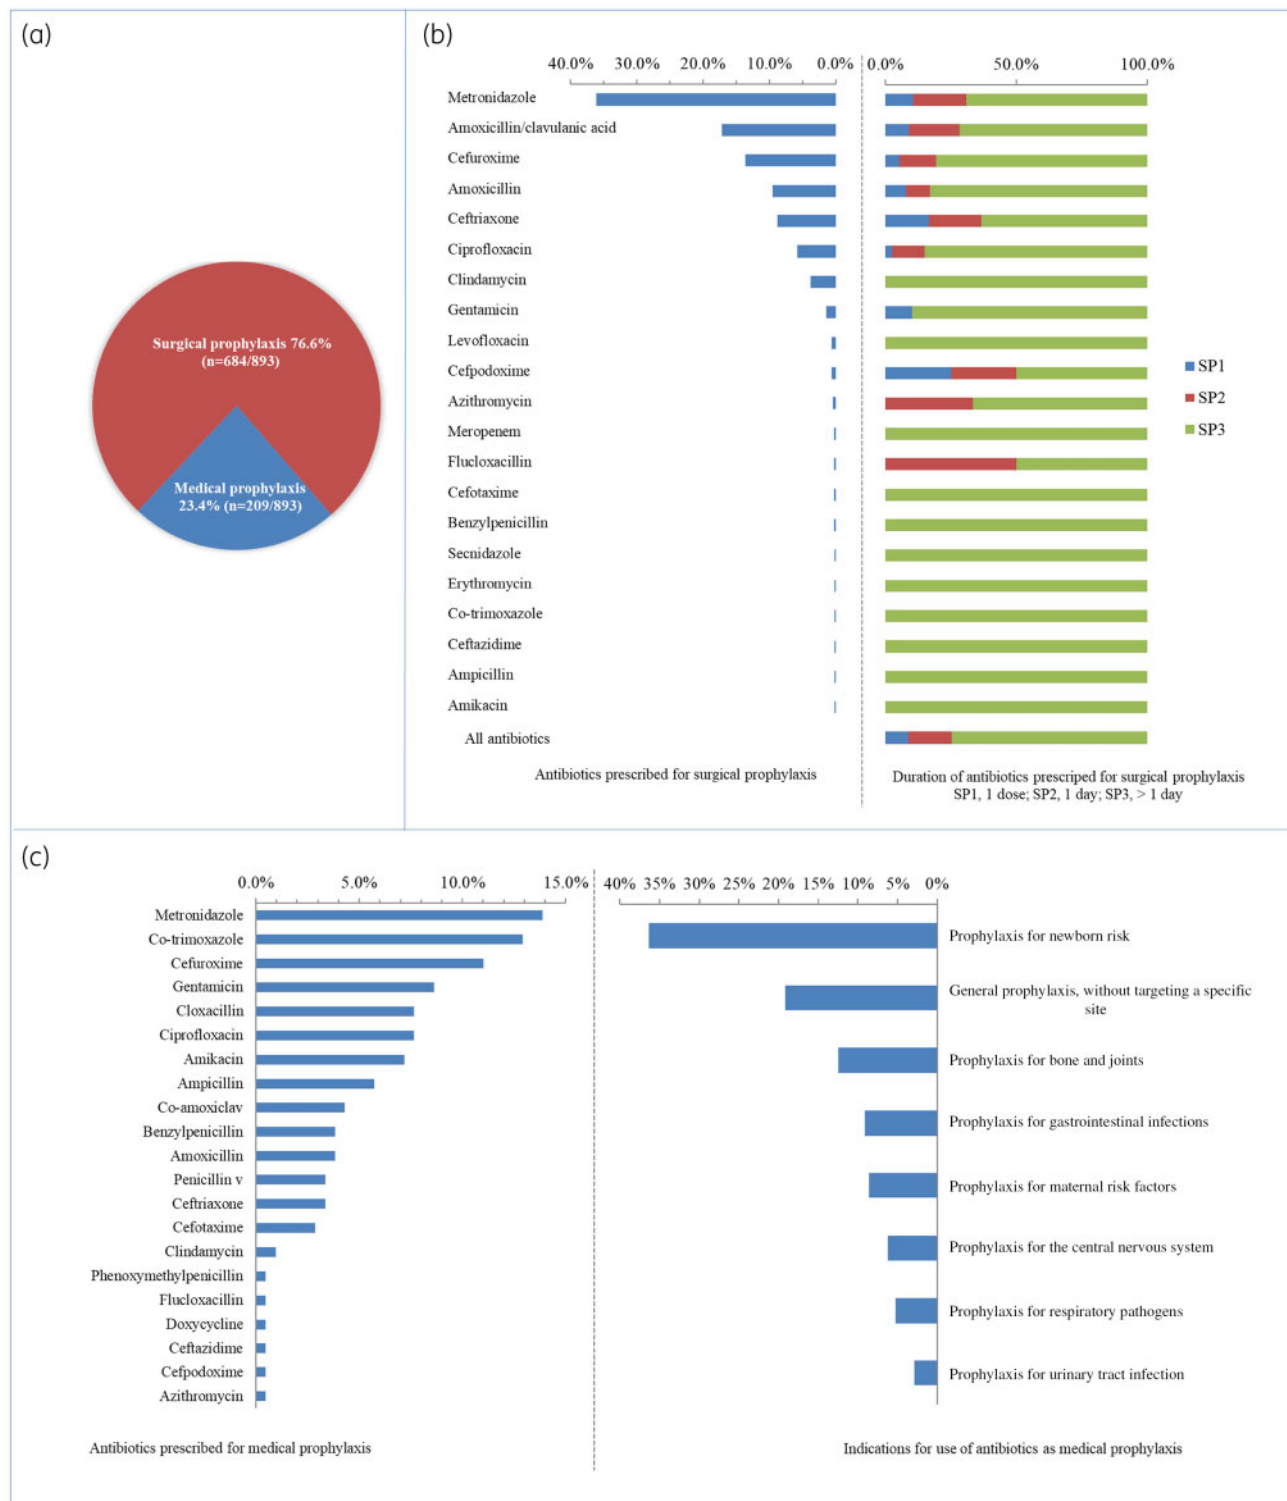 (a)
Surgical prophylaxis 76.6%
(n=684/893)
Medical prophylaxis
23.4% (n=209/893)
(b)
40.0% 30.0% 20.0% 10.0% 0.0%
0.0% 50.0% 100.0%
Metronidazole
Amoxicillin/clavulanic acid
Cefuroxime
Amoxicillin
Ceftriaxone
Ciprofloxacin
Clindamycin
Gentamicin
Levofloxacin
Cefpodoxime
Azithromycin
Meropenem
Flucloxacillin
Cefotaxime
Benzylpenicillin
Secnidazole
Erythromycin
Co-trimoxazole
Ceftazidime
Ampicillin
Amikacin
All antibiotics
SP1
SP2
SP3
Antibiotics prescribed for surgical prophylaxis
Duration of antibiotics prescriped for surgical prophylaxis
SP1, 1 dose; SP2, 1 day; SP3, > 1 day
(c)
0.0% 5.0% 10.0% 15.0%
Metronidazole
Co-trimoxazole
Cefuroxime
Gentamicin
Cloxacillin
Ciprofloxacin
Amikacin
Ampicillin
Co-amoxiclav
Benzylpenicillin
Amoxicillin
Penicillin v
Ceftriaxone
Cefotaxime
Clindamycin
Phenoxymethylpenicillin
Flucloxacillin
Doxycycline
Ceftazidime
Cefpodoxime
Azithromycin
Antibiotics prescribed for medical prophylaxis
40% 35% 30% 25% 20% 15% 10% 5% 0%
Prophylaxis for newborn risk
General prophylaxis, without targeting a specific
site
Prophylaxis for bone and joints
Prophylaxis for gastrointestinal infections
Prophylaxis for maternal risk factors
Prophylaxis for the central nervous system
Prophylaxis for respiratory pathogens
Prophylaxis for urinary tract infection
Indications for use of antibiotics as medical prophylaxis